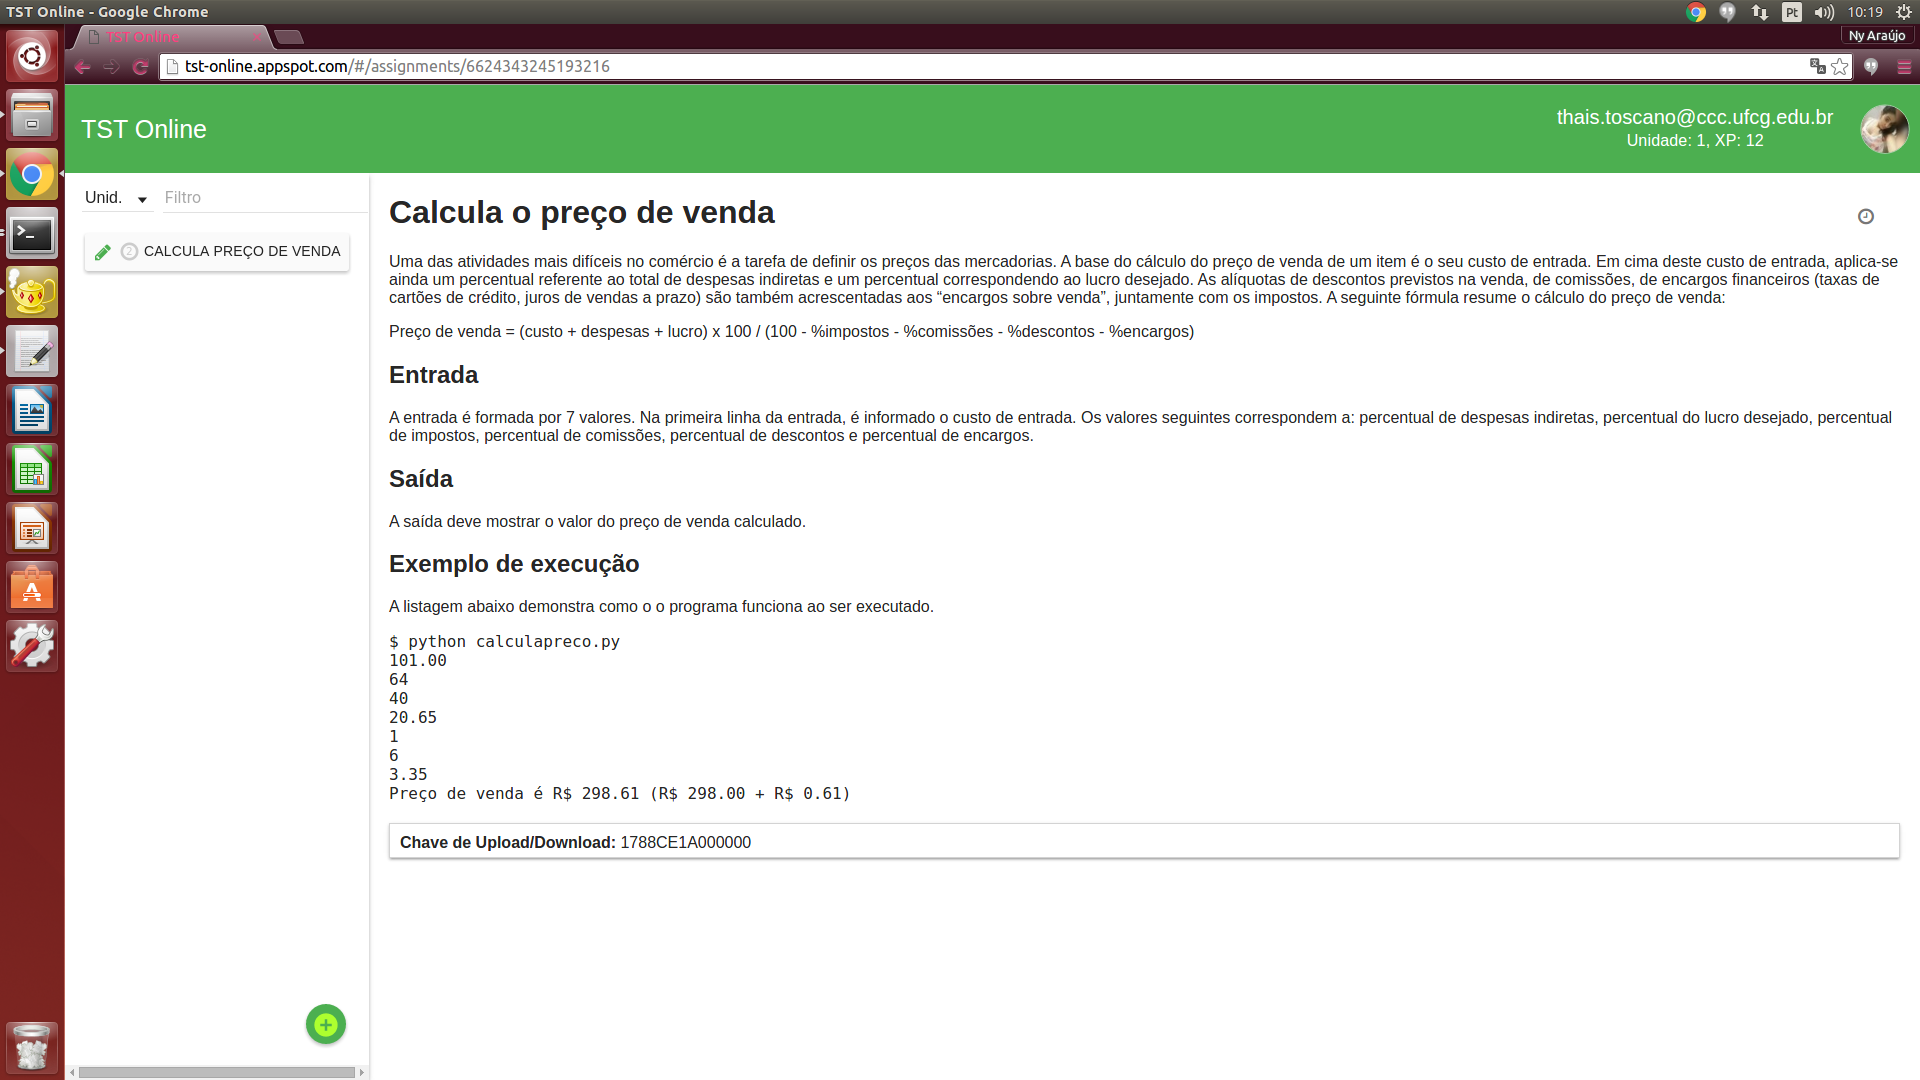 TST Online - Google Chrome
Pt
10:19
TST Online
Ny Araújo
tst-online.appspot.com/#/assignments/6624343245193216
TST Online
thais.toscano@ccc.ufcg.edu.br
Unidade: 1, XP: 12
Unid.
Filtro
2
CALCULA PREÇO DE VENDA
Calcula o preço de venda
Uma das atividades mais difíceis no comércio é a tarefa de definir os preços das mercadorias. A base do cálculo do preço de venda de um item é o seu custo de entrada. Em cima deste custo de entrada, aplica-se
ainda um percentual referente ao total de despesas indiretas e um percentual correspondendo ao lucro desejado. As alíquotas de descontos previstos na venda, de comissões, de encargos financeiros (taxas de
cartões de crédito, juros de vendas a prazo) são também acrescentadas aos “encargos sobre venda”, juntamente com os impostos. A seguinte fórmula resume o cálculo do preço de venda:
Preço de venda = (custo + despesas + lucro) x 100 / (100 - %impostos - %comissões - %descontos - %encargos)
Entrada
A entrada é formada por 7 valores. Na primeira linha da entrada, é informado o custo de entrada. Os valores seguintes correspondem a: percentual de despesas indiretas, percentual do lucro desejado, percentual
de impostos, percentual de comissões, percentual de descontos e percentual de encargos.
Saída
A saída deve mostrar o valor do preço de venda calculado.
Exemplo de execução
A listagem abaixo demonstra como o o programa funciona ao ser executado.
$ python calculapreco.py
101.00
64
40
20.65
1
6
3.35
Preço de venda é R$ 298.61 (R$ 298.00 + R$ 0.61)
Chave de Upload/Download: 1788CE1A000000